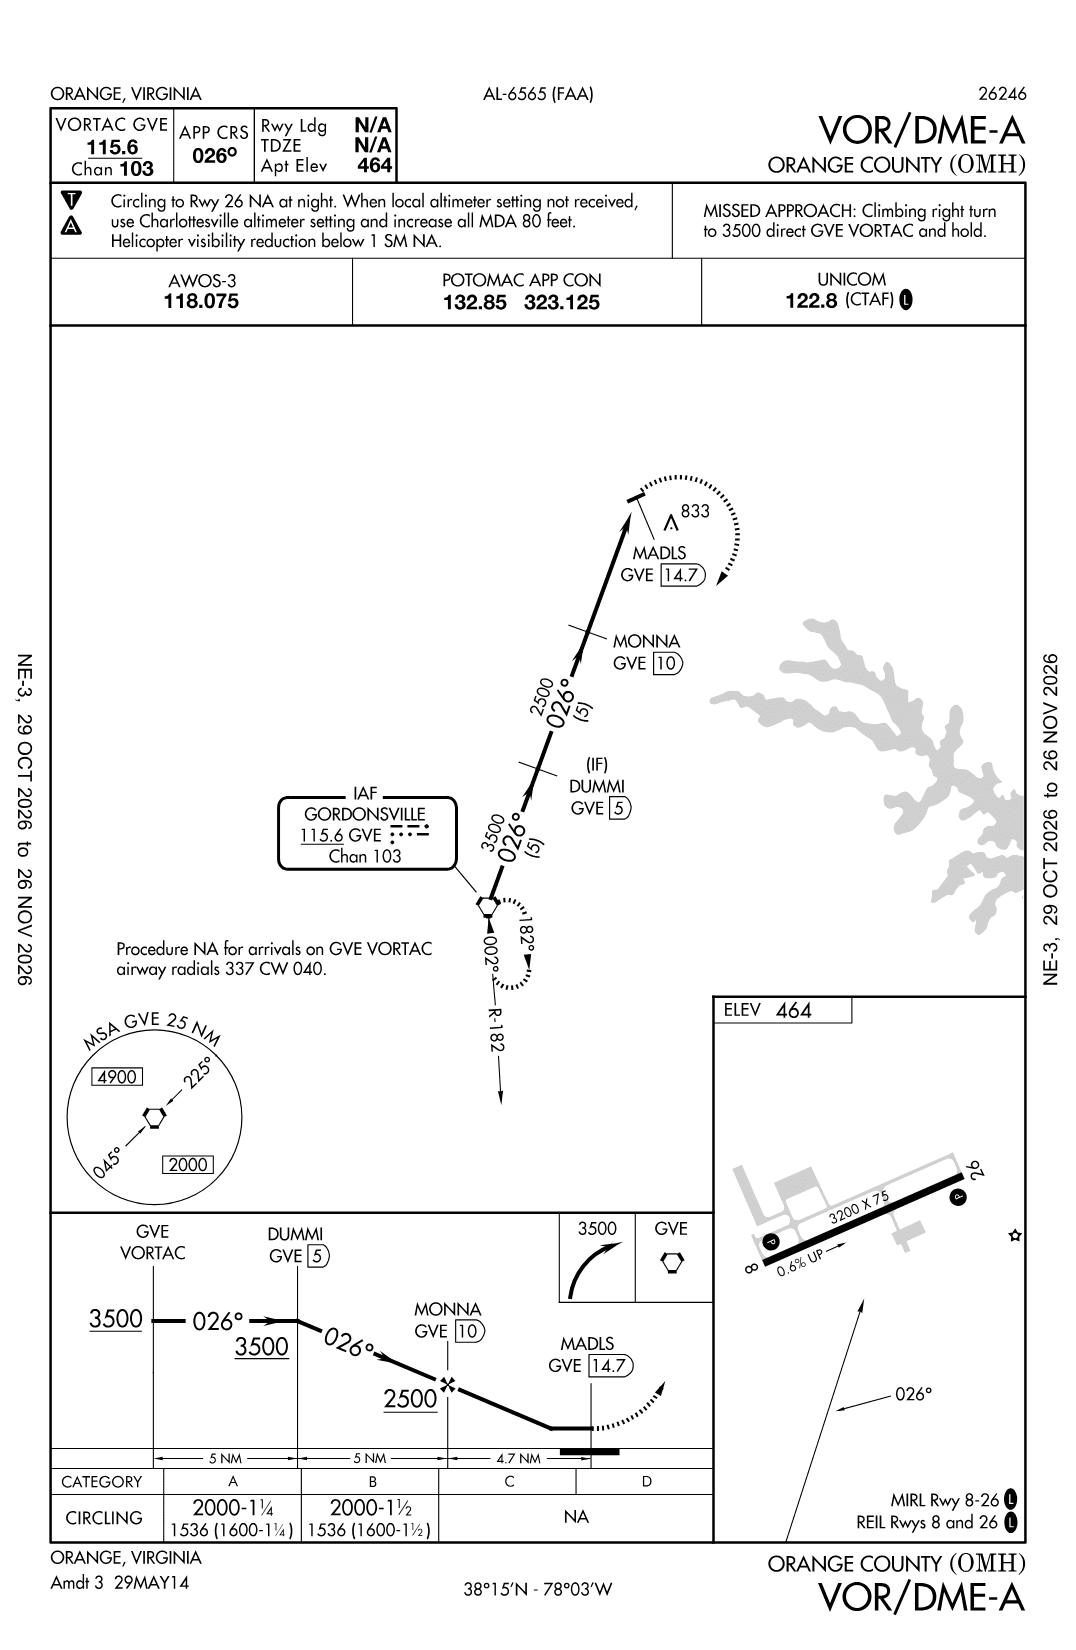 ORANGE, VIRGINIA
AL-6565 (FAA)
26246
VORTAC GVE
115.6
Chan 103
APP CRS
026°
Rwy Ldg N/A
TDZE N/A
Apt Elev 464
VOR/DME-A
ORANGE COUNTY (OMH)
T
A
Circling to Rwy 26 NA at night. When local altimeter setting not received,
use Charlottesville altimeter setting and increase all MDA 80 feet.
Helicopter visibility reduction below 1 SM NA.
MISSED APPROACH: Climbing right turn
to 3500 direct GVE VORTAC and hold.
AWOS-3
118.075
POTOMAC APP CON
132.85 323.125
UNICOM
122.8 (CTAF) L
833
MADLS
GVE 14.7
MONNA
GVE 10
2500
026°
(5)
(IF)
DUMMI
GVE 5
3500
026°
(5)
IAF
GORDONSVILLE
115.6 GVE
Chan 103
182°
002°
R-182
Procedure NA for arrivals on GVE VORTAC
airway radials 337 CW 040.
MSA GVE 25 NM
4900
225°
045°
2000
ELEV 464
26
3200 X 75
P
P
8
0.6% UP
026°
MIRL Rwy 8-26 L
REIL Rwys 8 and 26 L
GVE
VORTAC
DUMMI
GVE 5
3500
GVE
3500
026°
3500
026°
MONNA
GVE 10
2500
MADLS
GVE 14.7
5 NM
5 NM
4.7 NM
CATEGORY A B C D
CIRCLING
2000-1¼
1536 (1600-1¼)
2000-1½
1536 (1600-1½)
NA
ORANGE, VIRGINIA
Amdt 3 29MAY14
38°15'N - 78°03'W
ORANGE COUNTY (OMH)
VOR/DME-A
NE-3, 29 OCT 2026 to 26 NOV 2026
NE-3, 29 OCT 2026 to 26 NOV 2026